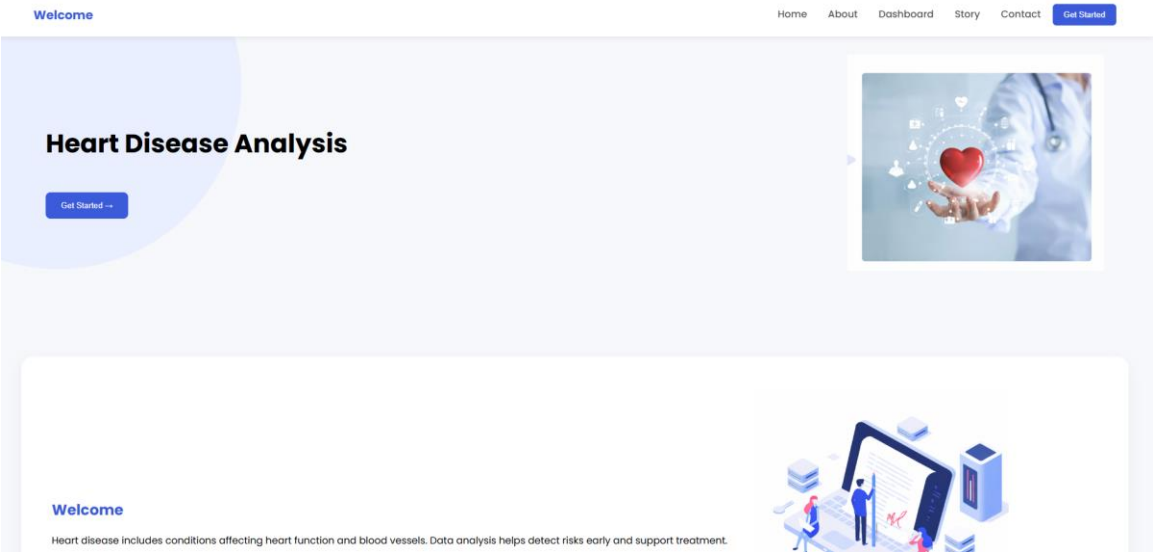 Welcome
Home About Dashboard Story Contact Get Started
Heart Disease Analysis
Get Started →
Welcome
Heart disease includes conditions affecting heart function and blood vessels. Data analysis helps detect risks early and support treatment.